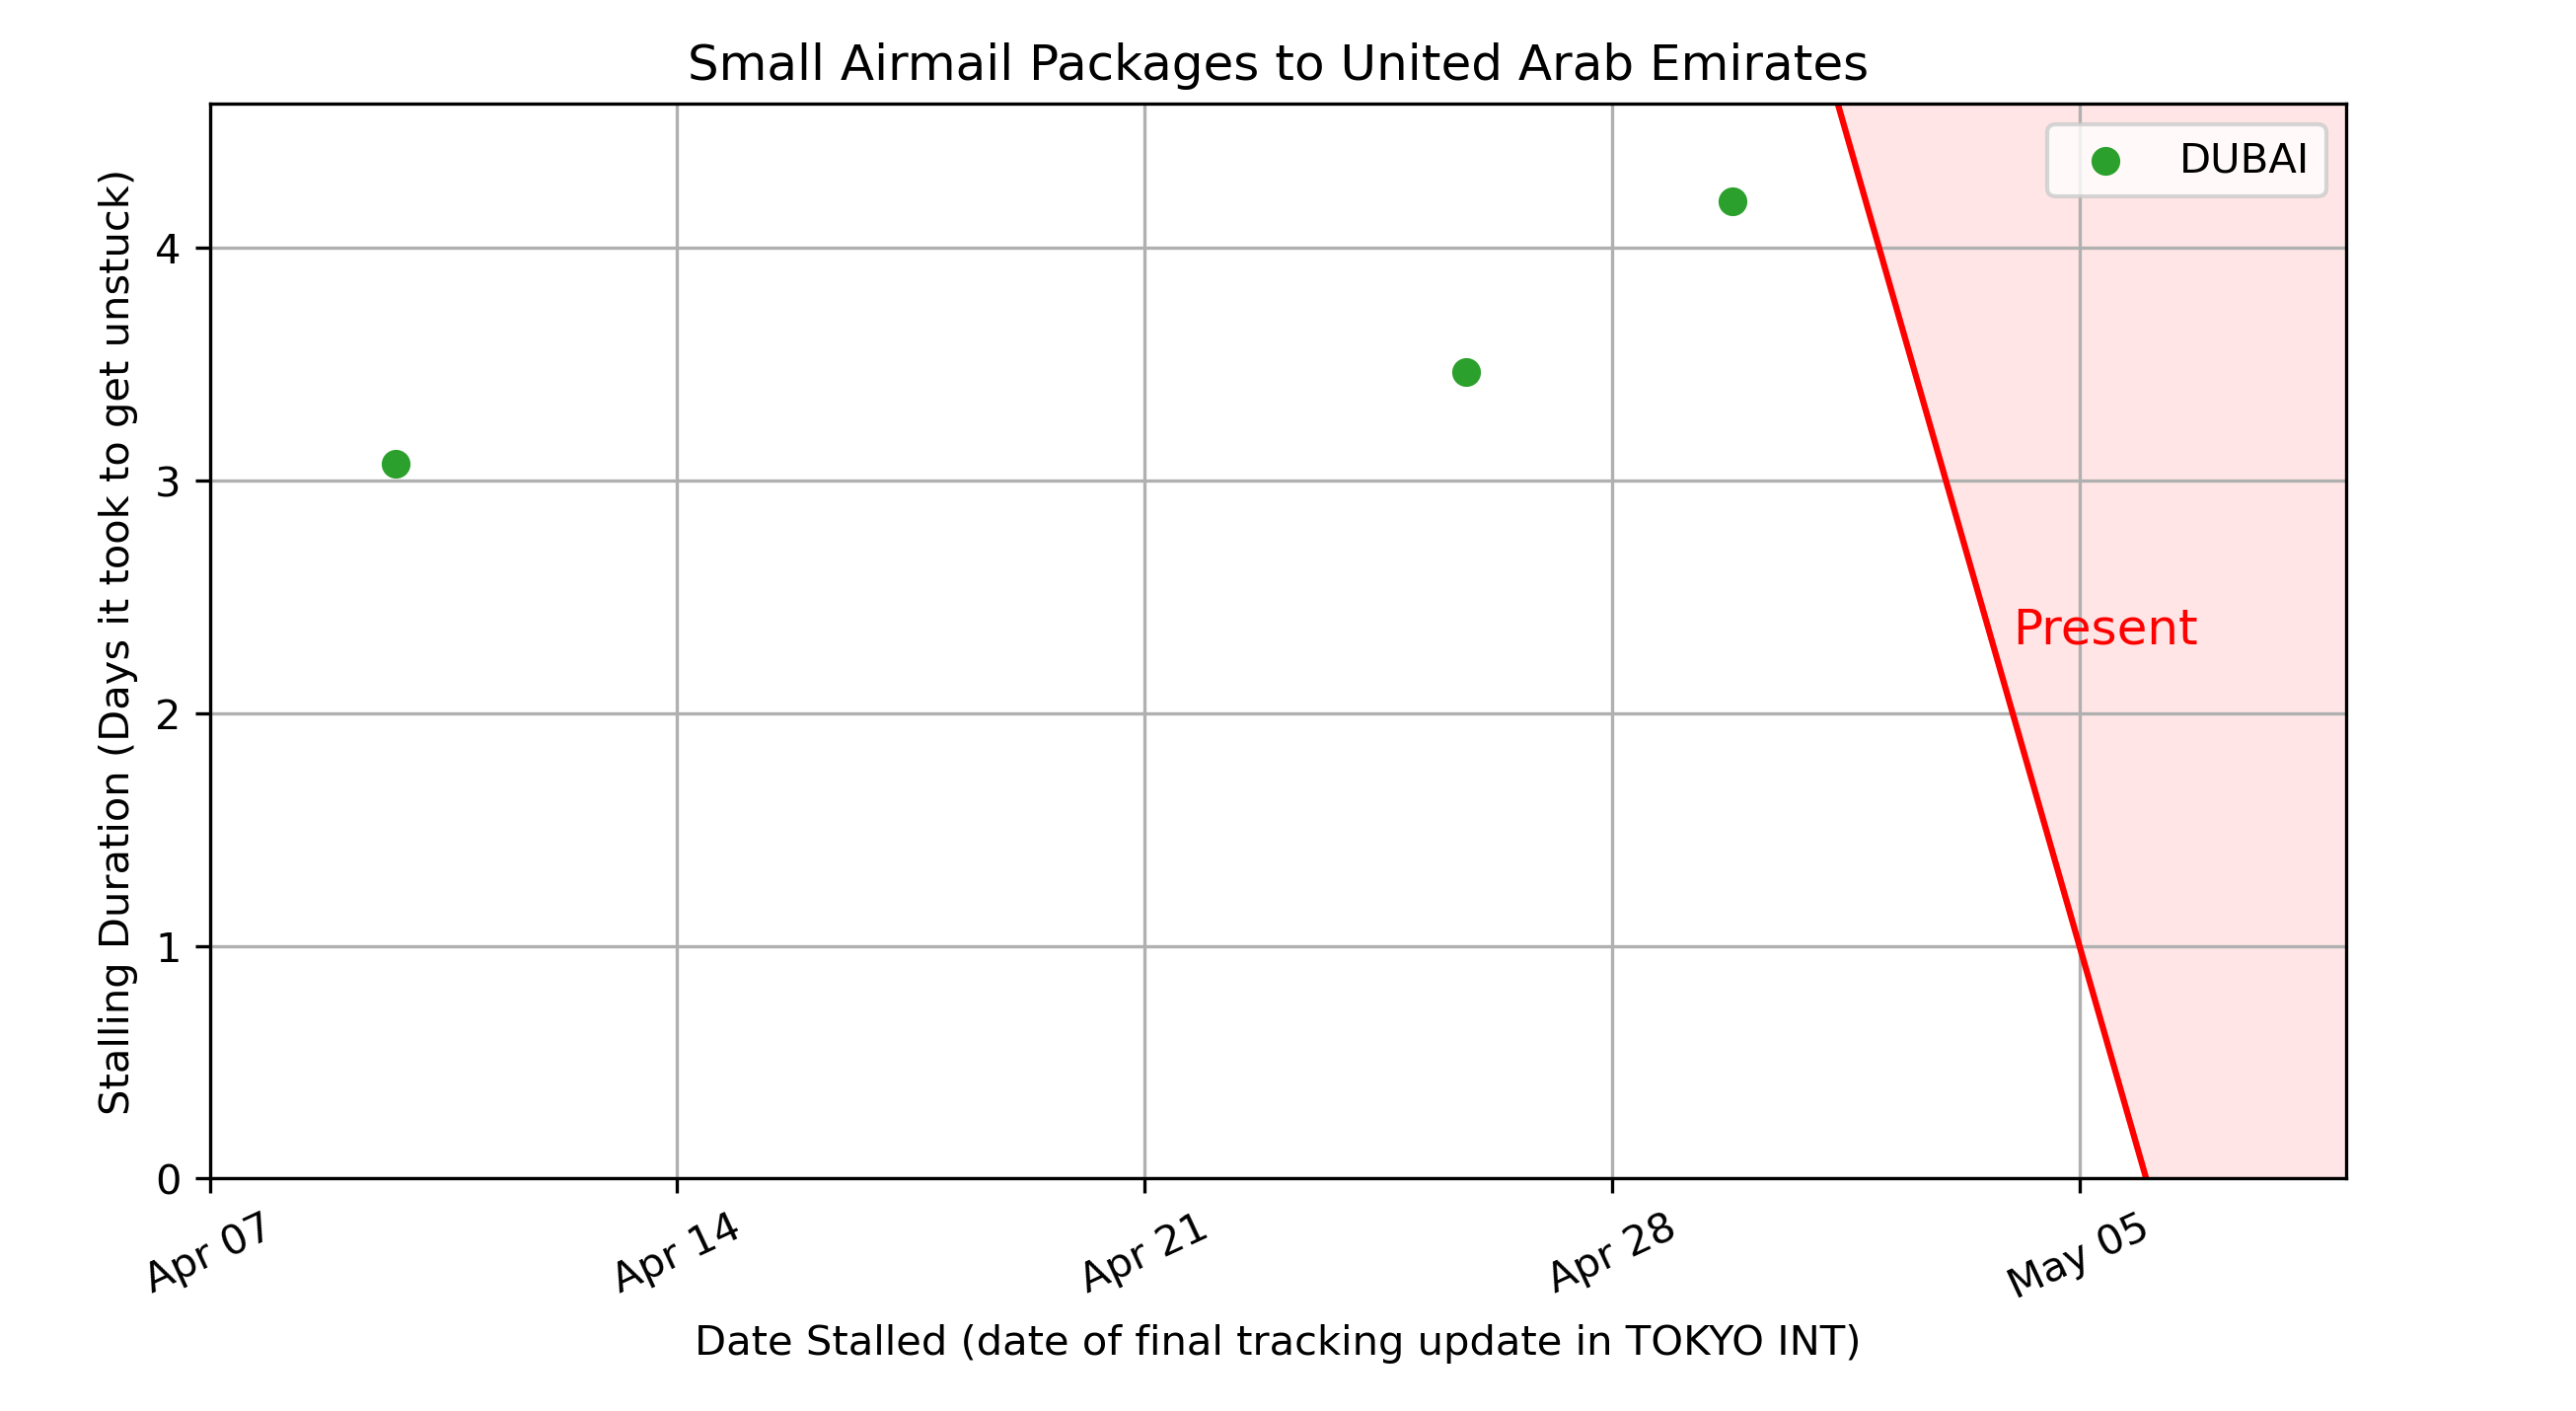 Small Airmail Packages to United Arab Emirates
DUBAI
Stalling Duration (Days it took to get unstuck)
4
3
2
1
0
Present
Apr 07
Apr 14
Apr 21
Apr 28
May 05
Date Stalled (date of final tracking update in TOKYO INT)